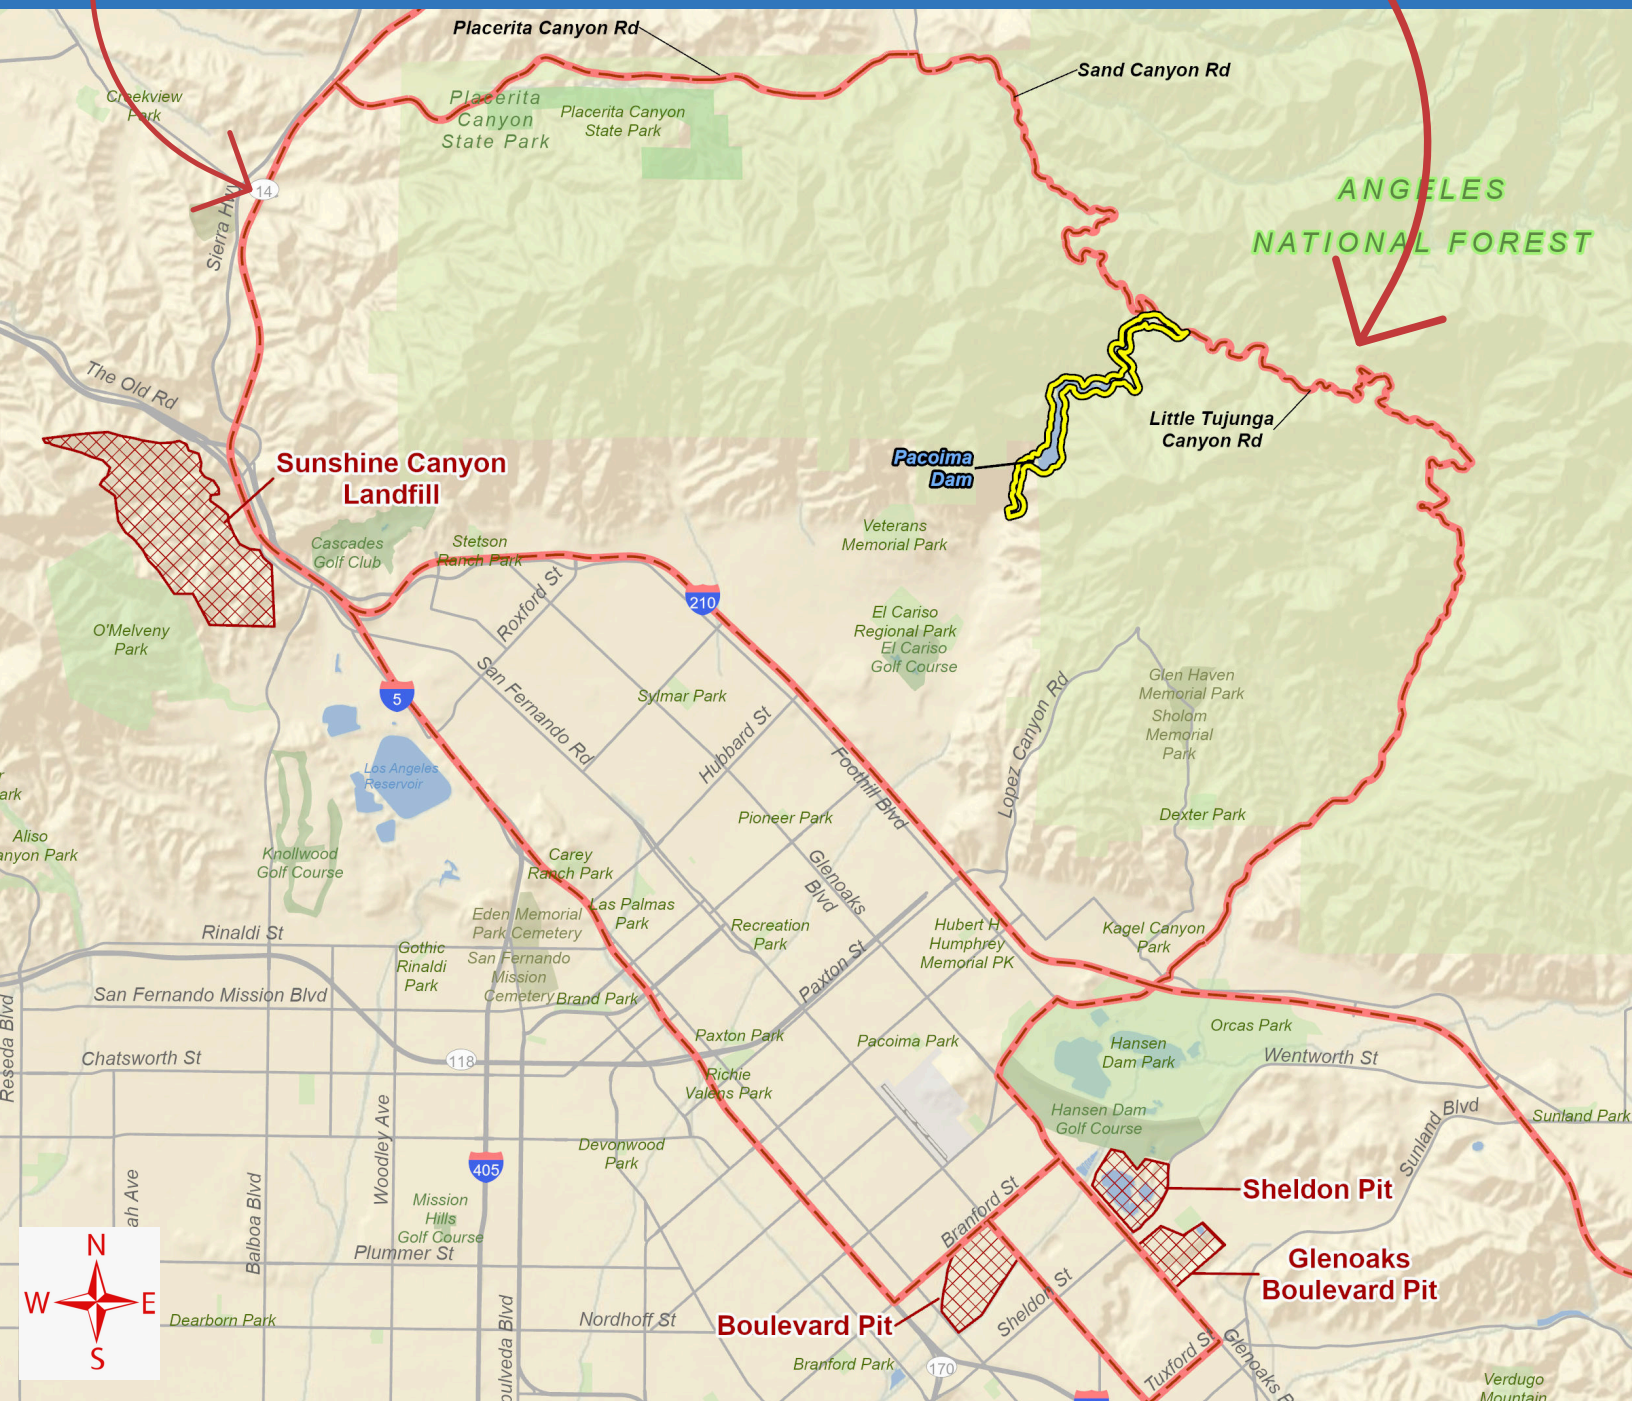 Placerita Canyon Rd
Sand Canyon Rd
Creekview
Park
Placerita
Canyon
State Park
Placerita Canyon
State Park
14
Sierra Hwy
ANGELES
NATIONAL FOREST
The Old Rd
Little Tujunga
Canyon Rd
Pacoima
Dam
Sunshine Canyon
Landfill
Cascades
Golf Club
Stetson
Ranch Park
Veterans
Memorial Park
Roxford St
210
O'Melveny
Park
El Cariso
Regional Park
El Cariso
Golf Course
San Fernando Rd
Sylmar Park
5
Glen Haven
Memorial Park
Sholom
Memorial
Park
Lopez Canyon Rd
Hubbard St
Foothill Blvd
Los Angeles
Reservoir
Pioneer Park
Dexter Park
ark
Aliso
anyon Park
Knollwood
Golf Course
Carey
Ranch Park
Glenoaks
Blvd
Las Palmas
Park
Eden Memorial
Park Cemetery
Recreation
Park
Hubert H
Humphrey
Memorial PK
Kagel Canyon
Park
Rinaldi St
Gothic
Rinaldi
Park
San Fernando
Mission
Cemetery
Brand Park
Paxton St
San Fernando Mission Blvd
Reseda Blvd
Paxton Park
Pacoima Park
Hansen
Dam Park
Orcas Park
Chatsworth St
118
Wentworth St
Richie
Valens Park
Hansen Dam
Golf Course
Sunland Blvd
Sunland Park
Woodley Ave
Devonwood
Park
405
ah Ave
Balboa Blvd
Mission
Hills
Golf Course
Branford St
Sheldon Pit
Plummer St
Glenoaks
Boulevard Pit
N
W
E
S
Dearborn Park
Nordhoff St
oulveda Blvd
Boulevard Pit
Sheldon St
Branford Park
170
Tuxford St
Glenoaks B
Verdugo
Mountain